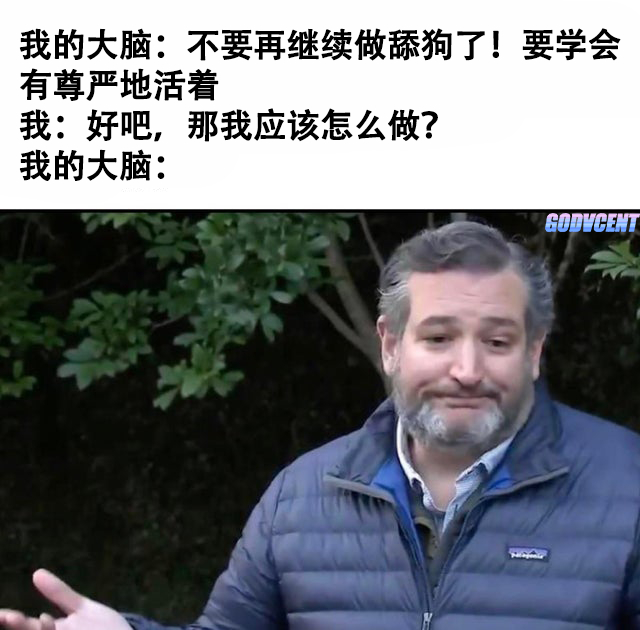 我的大脑：不要再继续做舔狗了！要学会
有尊严地活着
我：好吧，那我应该怎么做？
我的大脑：
GODVCENT
patagonia